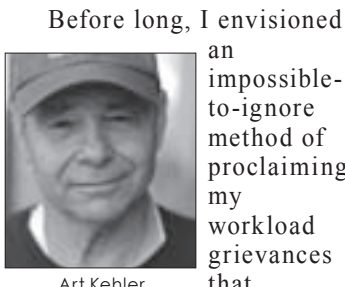 Before long, I envisioned
an
impossible-
to-ignore
method of
proclaiming
my
workload
grievances
that
Art Kehler